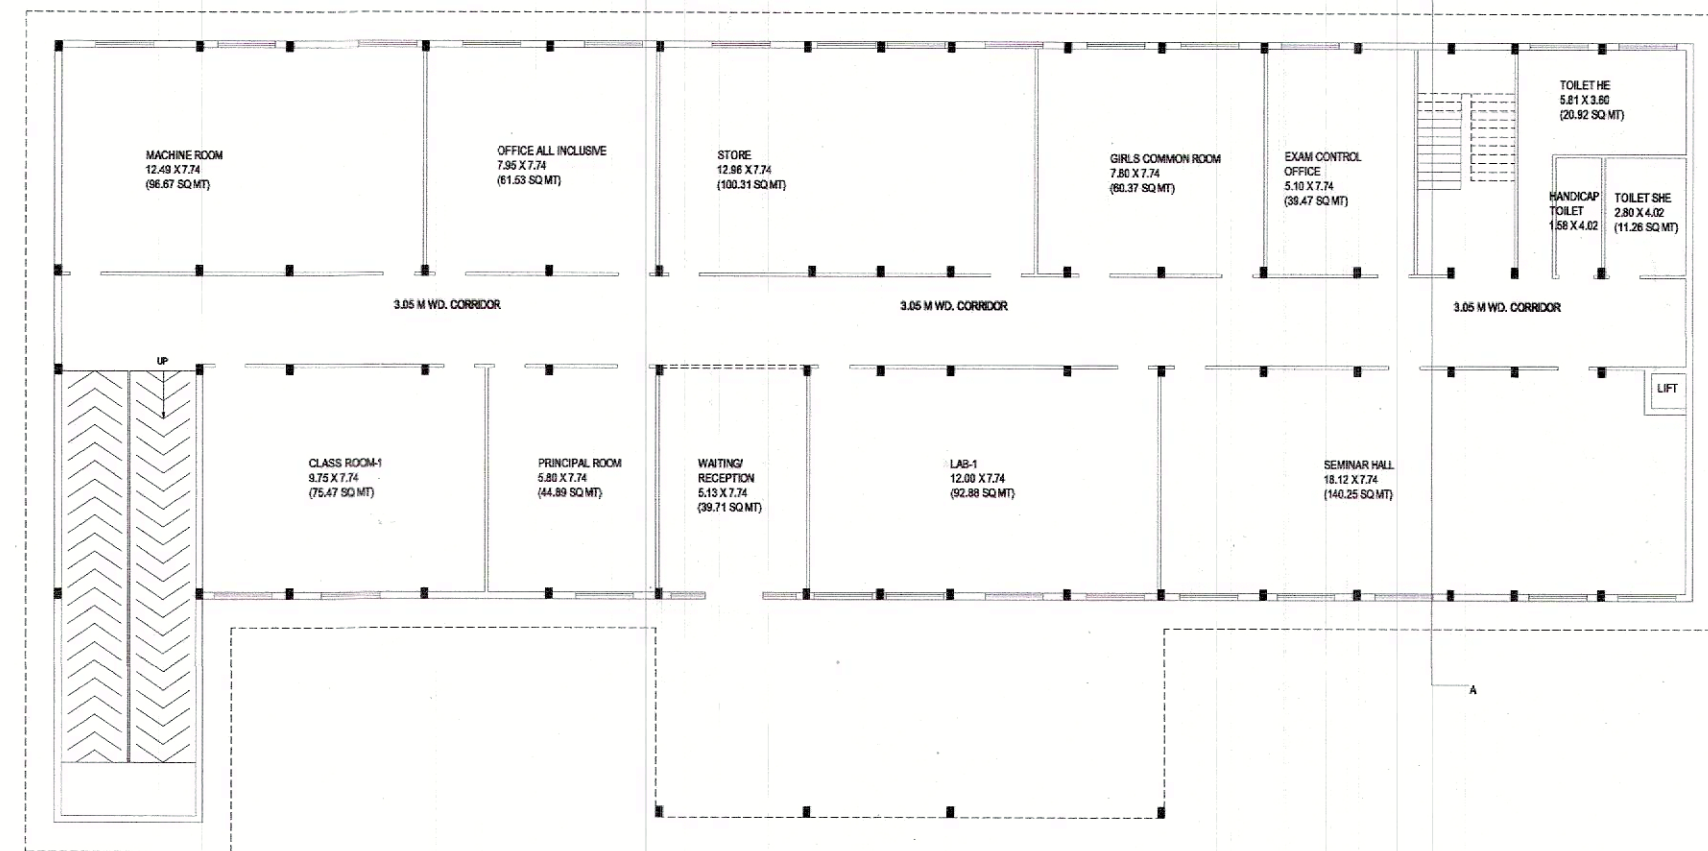 MACHINE ROOM
12.49 X 7.74
(96.67 SQ MT)
OFFICE ALL INCLUSIVE
7.95 X 7.74
(61.53 SQ MT)
STORE
12.96 X 7.74
(100.31 SQ MT)
GIRLS COMMON ROOM
7.80 X 7.74
(60.37 SQ MT)
EXAM CONTROL
OFFICE
5.10 X 7.74
(39.47 SQ MT)
TOILET HE
5.81 X 3.60
(20.92 SQ MT)
HANDICAP
TOILET
1.58 X 4.02
TOILET SHE
2.80 X 4.02
(11.26 SQ MT)
3.05 M WD. CORRIDOR
3.05 M WD. CORRIDOR
3.05 M WD. CORRIDOR
UP
LIFT
CLASS ROOM-1
9.75 X 7.74
(75.47 SQ MT)
PRINCIPAL ROOM
5.80 X 7.74
(44.89 SQ MT)
WAITING/
RECEPTION
5.13 X 7.74
(39.71 SQ MT)
LAB-1
12.00 X 7.74
(92.88 SQ MT)
SEMINAR HALL
18.12 X 7.74
(140.25 SQ MT)
A